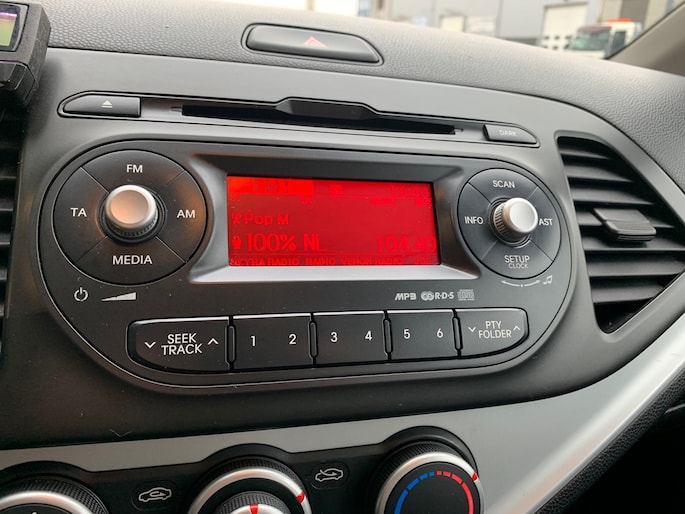 DARK
FM
TA
AM
MEDIA
SCAN
INFO
AST
SETUP
CLOCK
Pop M
100% NL
MP3 R·D·S
SEEK
TRACK
1 2 3 4 5 6
PTY
FOLDER